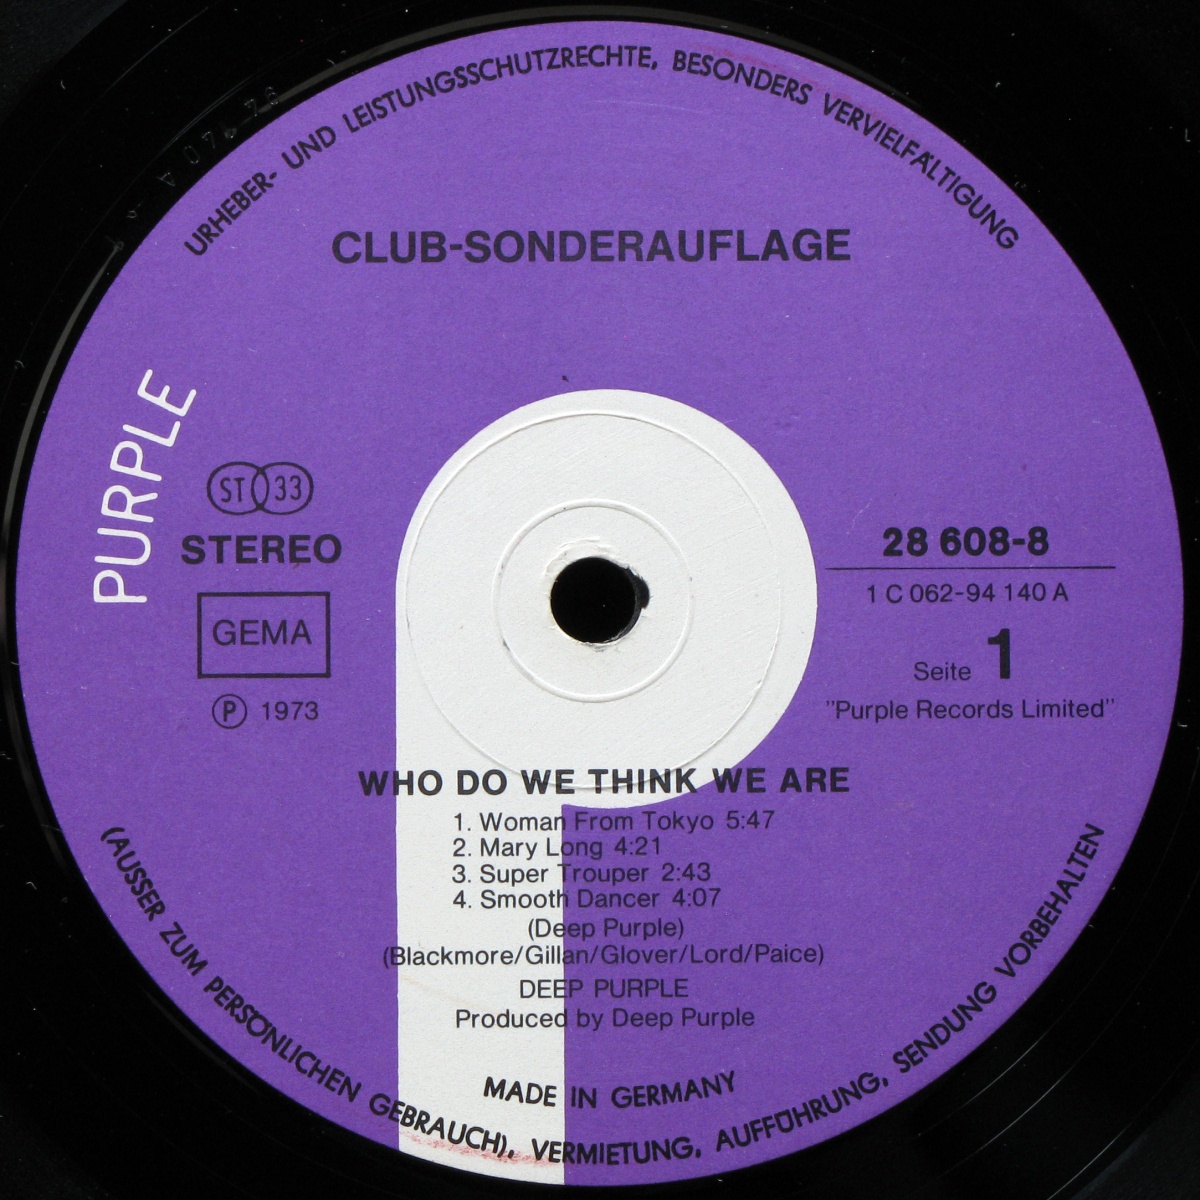 URHEBER- UND LEISTUNGSSCHUTZRECHTE, BESONDERS VERVIELFÄLTIGUNG
CLUB-SONDERAUFLAGE
PURPLE
ST 33
STEREO
GEMA
℗ 1973
28 608-8
1 C 062-94 140 A
Seite 1
"Purple Records Limited"
WHO DO WE THINK WE ARE
1. Woman From Tokyo 5:47
2. Mary Long 4:21
3. Super Trouper 2:43
4. Smooth Dancer 4:07
(Deep Purple)
(Blackmore/Gillan/Glover/Lord/Paice)
DEEP PURPLE
Produced by Deep Purple
MADE IN GERMANY
(AUSSER ZUM PERSÖNLICHEN GEBRAUCH), VERMIETUNG, AUFFÜHRUNG, SENDUNG VORBEHALTEN